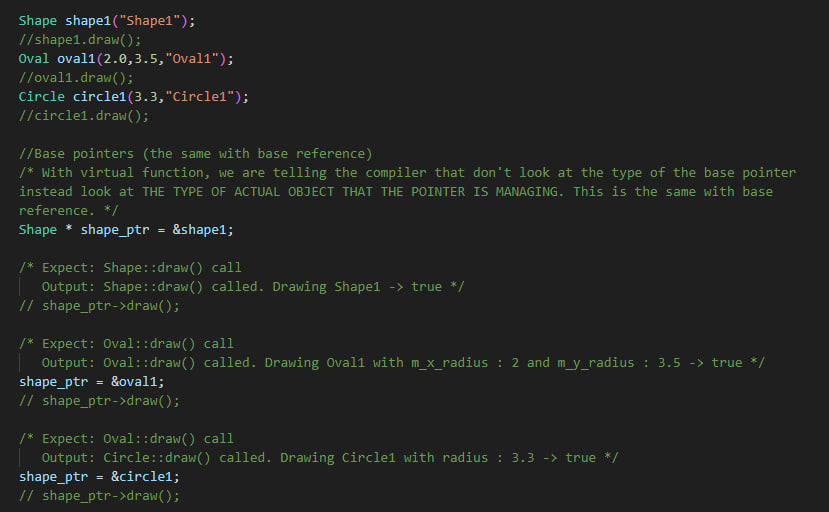 Shape shape1("Shape1");
//shape1.draw();
Oval oval1(2.0,3.5,"Oval1");
//oval1.draw();
Circle circle1(3.3,"Circle1");
//circle1.draw();
//Base pointers (the same with base reference)
/* With virtual function, we are telling the compiler that don't look at the type of the base pointer
instead look at THE TYPE OF ACTUAL OBJECT THAT THE POINTER IS MANAGING. This is the same with base
reference. */
Shape * shape_ptr = &shape1;
/* Expect: Shape::draw() call
Output: Shape::draw() called. Drawing Shape1 -> true */
// shape_ptr->draw();
/* Expect: Oval::draw() call
Output: Oval::draw() called. Drawing Oval1 with m_x_radius : 2 and m_y_radius : 3.5 -> true */
shape_ptr = &oval1;
// shape_ptr->draw();
/* Expect: Oval::draw() call
Output: Circle::draw() called. Drawing Circle1 with radius : 3.3 -> true */
shape_ptr = &circle1;
// shape_ptr->draw();